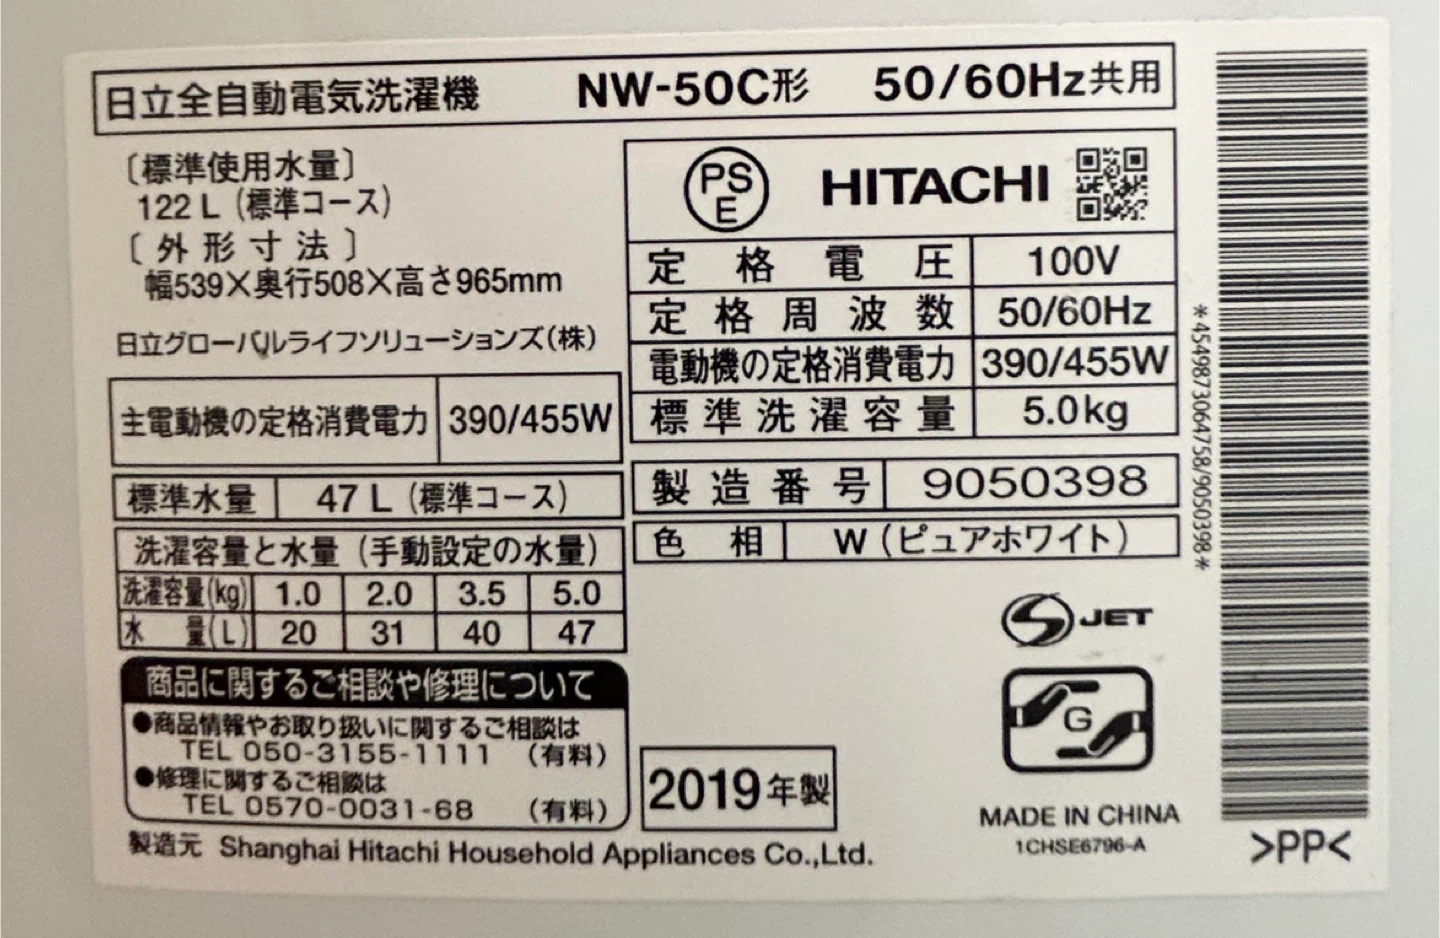 日立全自動電気洗濯機 NW-50C形 50/60Hz共用
〔標準使用水量〕
122 L (標準コース)
〔外形寸法〕
幅539×奥行508×高さ965mm
日立グローバルライフソリューションズ(株)
主電動機の定格消費電力 390/455W
標準水量 47 L (標準コース)
洗濯容量と水量 (手動設定の水量)
洗濯容量(kg) 1.0 2.0 3.5 5.0
水量(L) 20 31 40 47
商品に関するご相談や修理について
●商品情報やお取り扱いに関するご相談は
TEL 050-3155-1111 (有料)
●修理に関するご相談は
TEL 0570-0031-68 (有料)
製造元 Shanghai Hitachi Household Appliances Co.,Ltd.
PS
E
HITACHI
定格電圧 100V
定格周波数 50/60Hz
電動機の定格消費電力 390/455W
標準洗濯容量 5.0kg
製造番号 9050398
色相 W (ピュアホワイト)
S JET
G
2019年製
MADE IN CHINA
1CHSE6796-A
*4549873064758/9050398*
>PP<